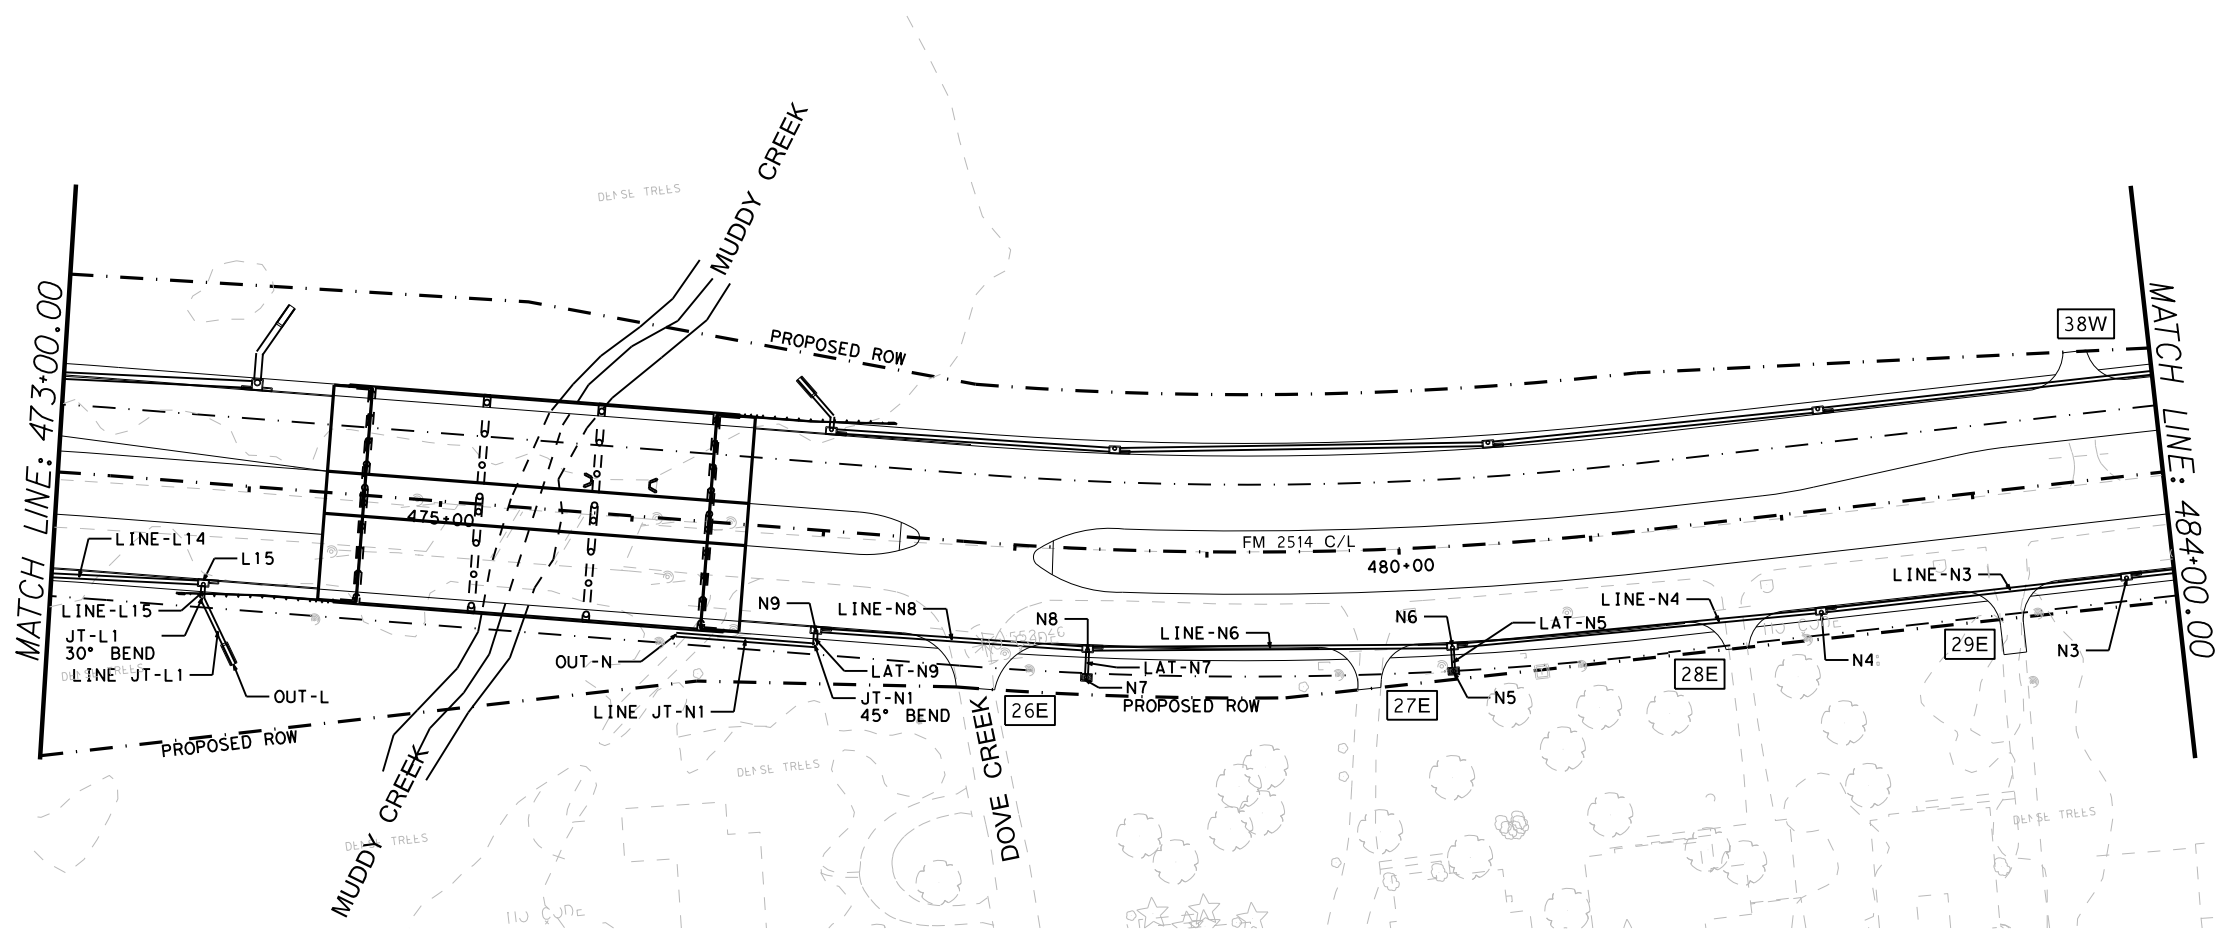 MUDDY CREEK
DENSE TREES
MATCH LINE: 473+00.00
MATCH LINE: 484+00.00
PROPOSED ROW
38W
475+00
FM 2514 C/L
480+00
LINE-L14
L15
LINE-L15
JT-L1
30° BEND
LINE JT-L1
OUT-L
DENSE TREES
PROPOSED ROW
N9
LINE-N8
OUT-N
LAT-N9
JT-N1
45° BEND
LINE JT-N1
N8
LINE-N6
LAT-N7
N7
PROPOSED ROW
26E
N6
LAT-N5
N5
27E
LINE-N4
28E
N4
LINE-N3
29E
N3
MUDDY CREEK
DOVE CREEK
DENSE TREES
DENSE TREES
DENSE TREES